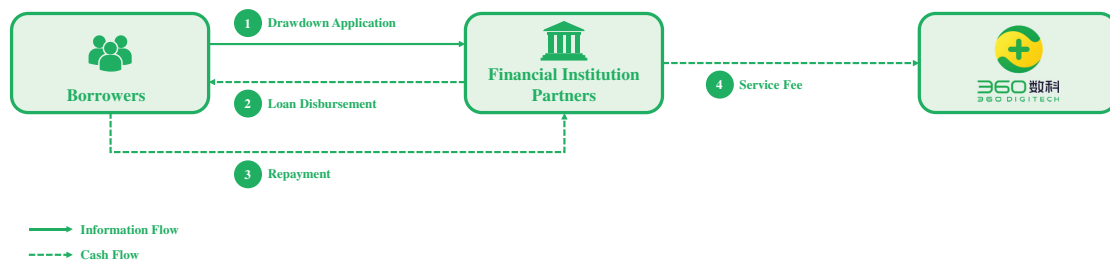 1 Drawdown Application
Borrowers
2 Loan Disbursement
Financial Institution
Partners
4 Service Fee
360数科
360 DIGITECH
3 Repayment
Information Flow
Cash Flow